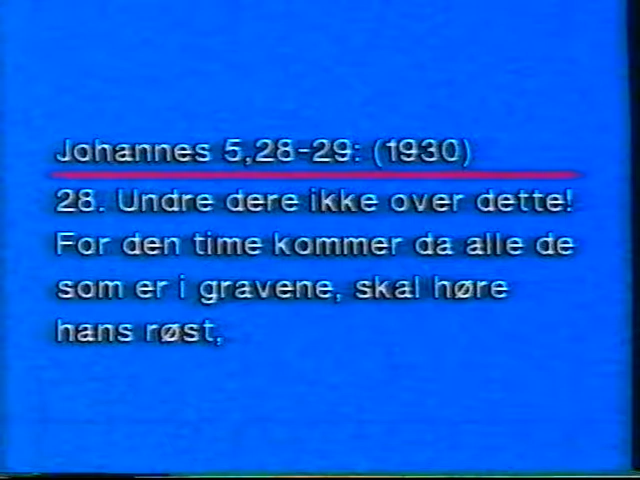 Johannes 5,28-29: (1930)
28. Undre dere ikke over dette!
For den time kommer da alle de
som er i gravene, skal høre
hans røst,